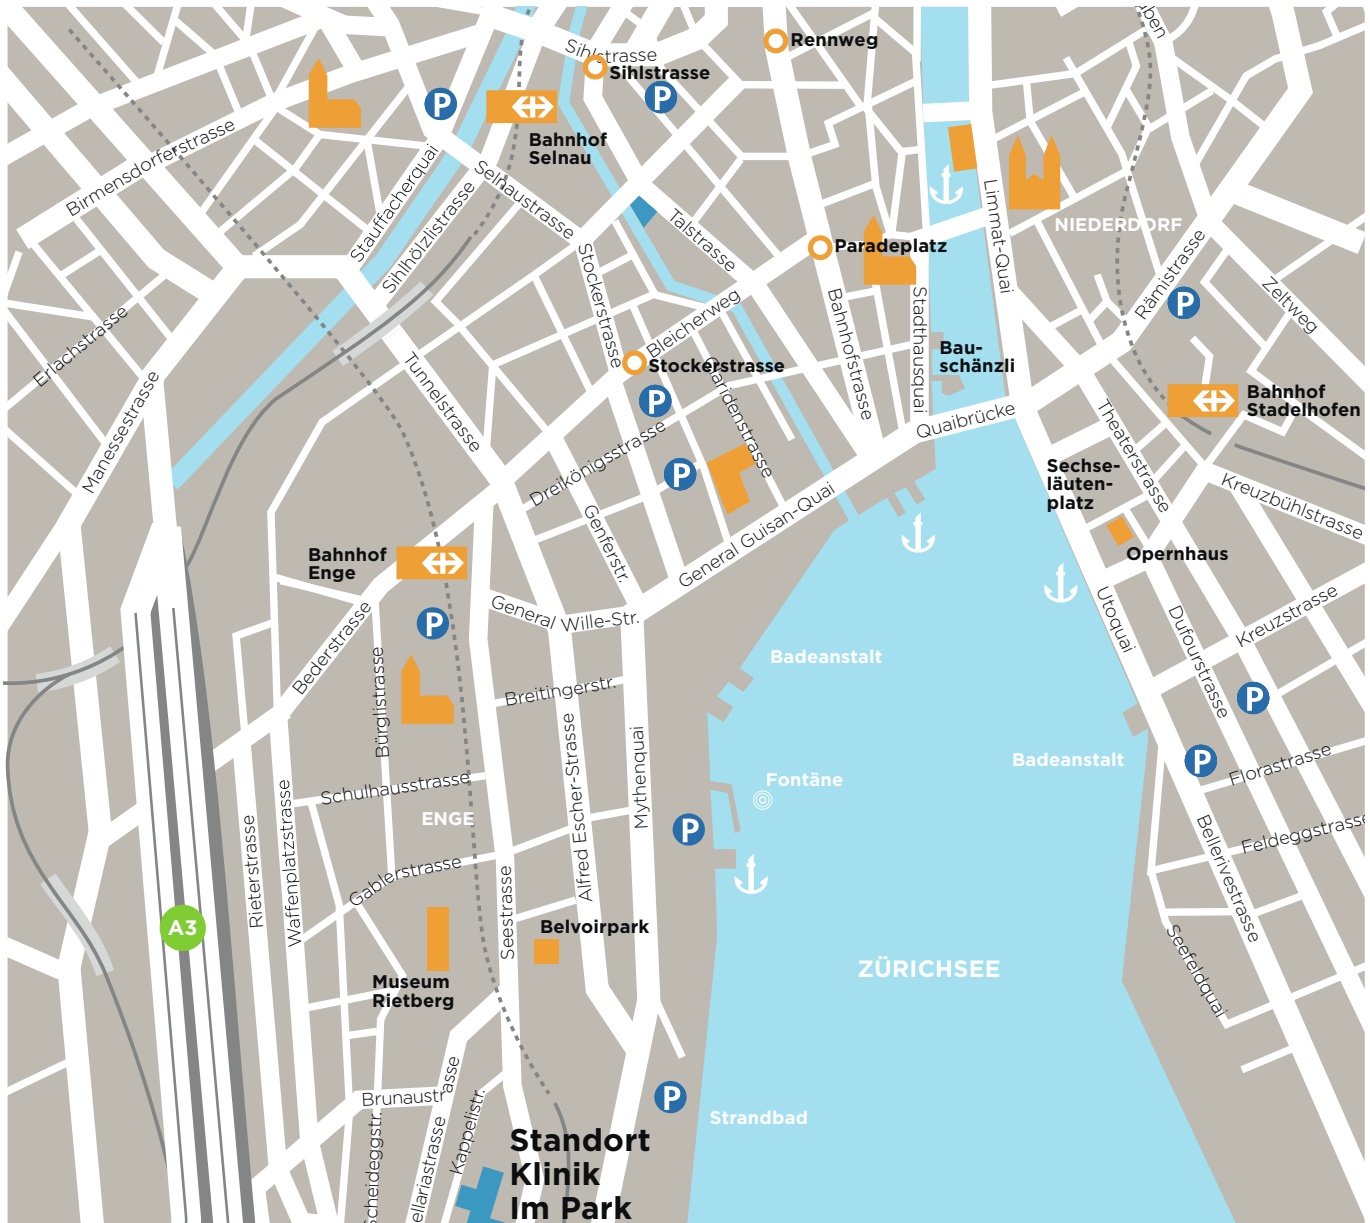 Sihlstrasse
Rennweg
Sihlstrasse
P
P
Bahnhof
Selnau
Birmensdorferstrasse
Stauffacherquai
Sihlhölzlistrasse
Selnaustrasse
Talstrasse
Limmat-Quai
NIEDERDORF
Paradeplatz
Stockerstrasse
Bleicherweg
Bahnhofstrasse
Stadthausquai
Rämistrasse
P
Zeltweg
Erlachstrasse
Manessestrasse
Tunnelstrasse
Stockerstrasse
Claridenstrasse
Bau-
schänzli
Quaibrücke
Bahnhof
Stadelhofen
P
Dreikönigsstrasse
P
Theaterstrasse
Sechse-
läuten-
platz
Kreuzbühlstrasse
General Guisan-Quai
Genferstr.
Opernhaus
Bahnhof
Enge
P
General Wille-Str.
Utoquai
Dufourstrasse
Kreuzstrasse
Bederstrasse
Bürglistrasse
Breitingerstr.
Badeanstalt
P
Badeanstalt
P
Florastrasse
Schulhausstrasse
ENGE
Alfred Escher-Strasse
Mythenquai
Fontäne
P
Feldeggstrasse
Bellerivestrasse
Rieterstrasse
Waffenplatzstrasse
Gablerstrasse
Seestrasse
A3
Belvoirpark
Museum
Rietberg
ZÜRICHSEE
Seefeldquai
P
Brunaustrasse
Strandbad
Kappelistr.
Standort
Klinik
Im Park